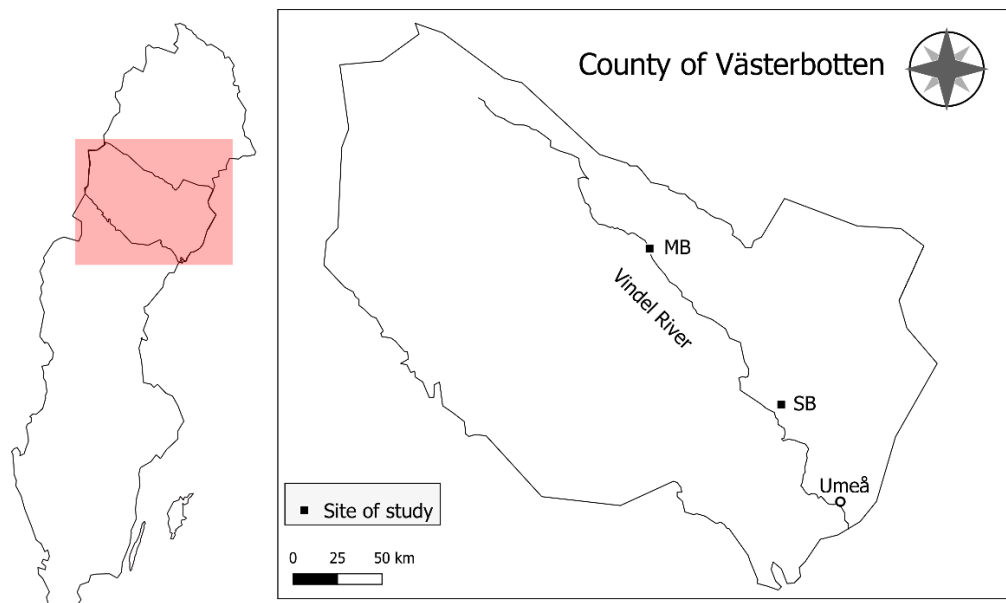 County of Västerbotten
MB
Vindel River
SB
Umeå
Site of study
0 25 50 km